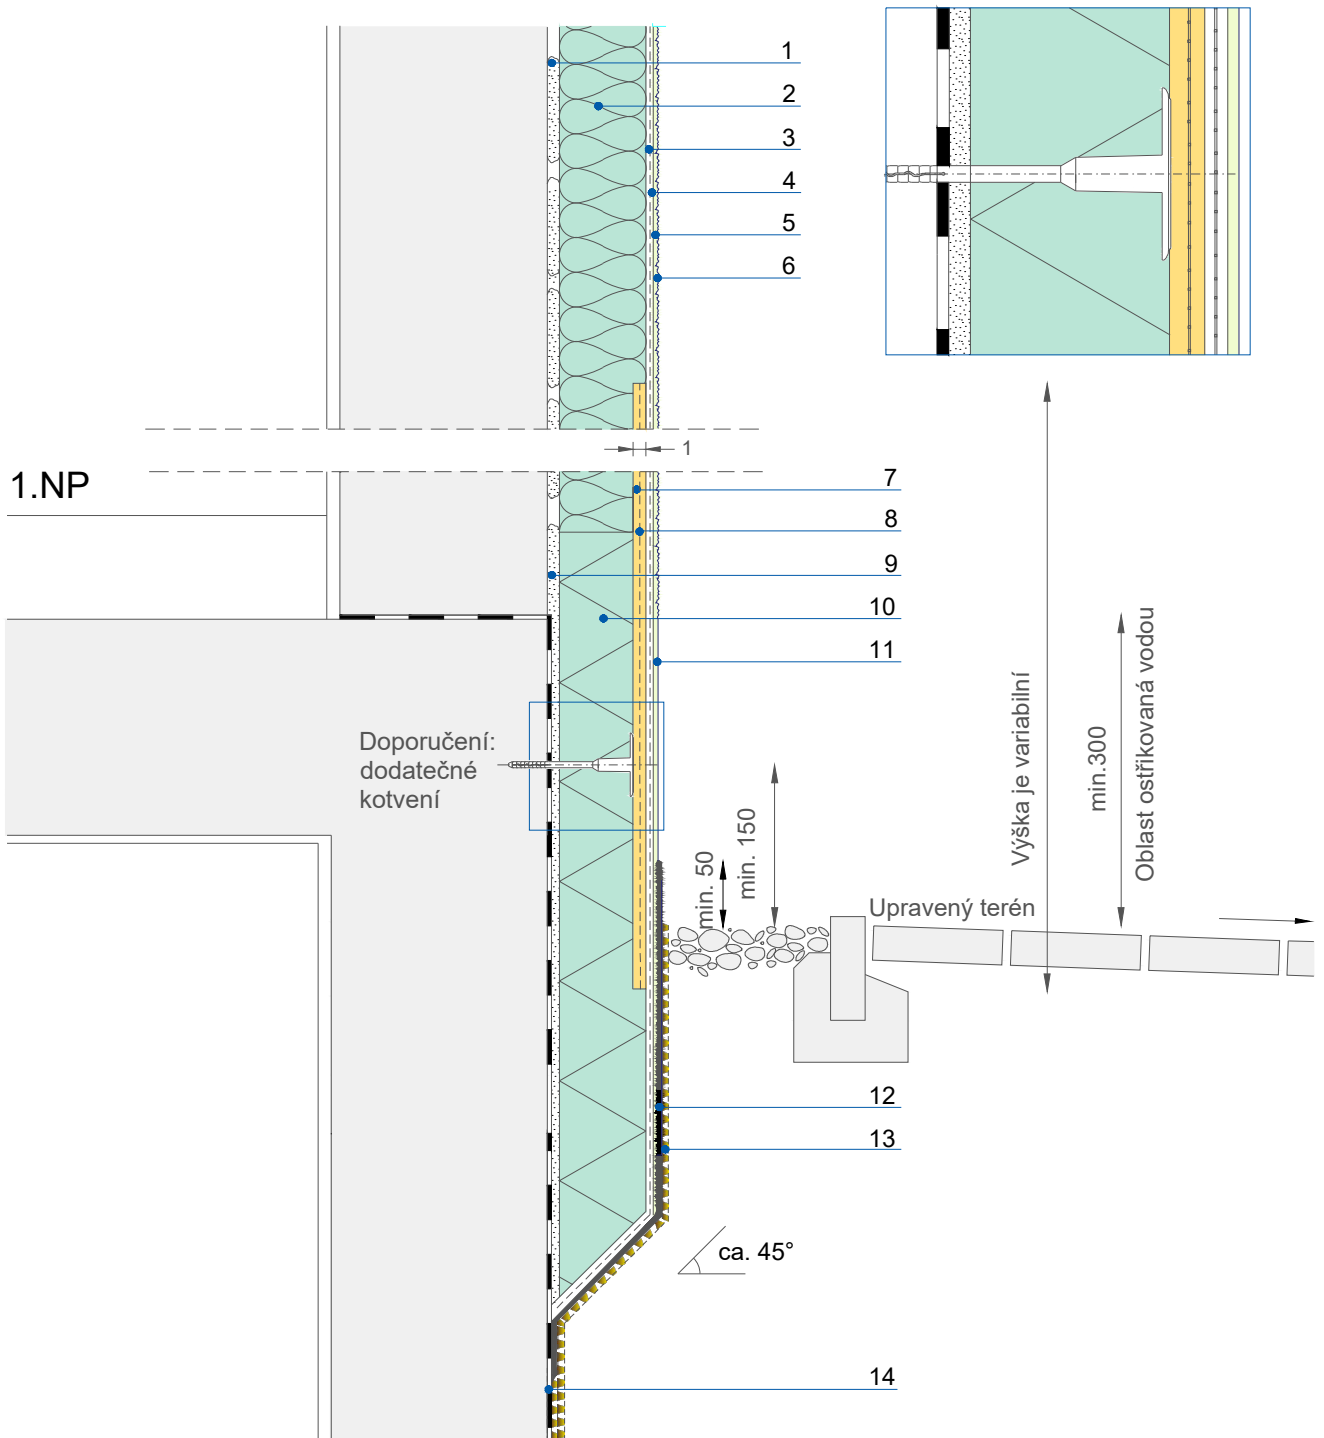 1
2
3
4
5
6
1
1.NP
7
8
9
10
11
Doporučení:
dodatečné
kotvení
min. 50
min. 150
Výška je variabilní
min.300
Oblast ostřikovaná vodou
Upravený terén
12
13
ca. 45°
14